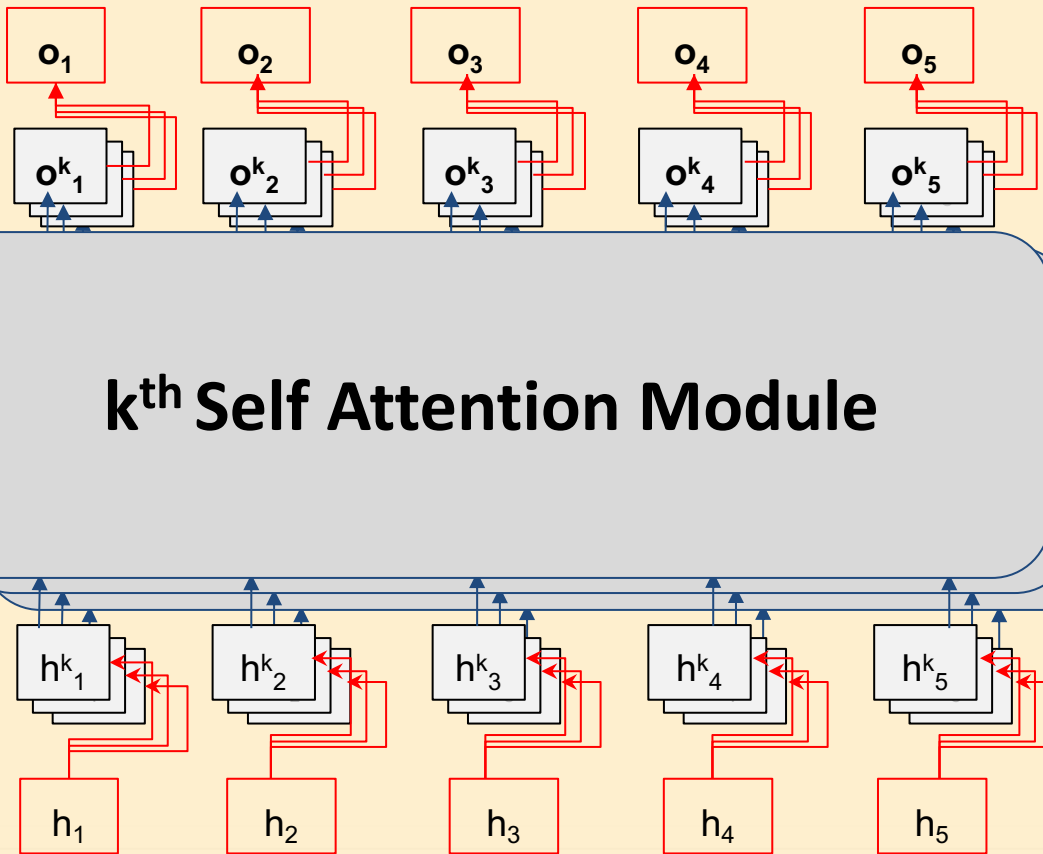 o₁ o₂ o₃ o₄ o₅
oᵏ₁ oᵏ₂ oᵏ₃ oᵏ₄ oᵏ₅
kᵗʰ Self Attention Module
hᵏ₁ hᵏ₂ hᵏ₃ hᵏ₄ hᵏ₅
h₁ h₂ h₃ h₄ h₅